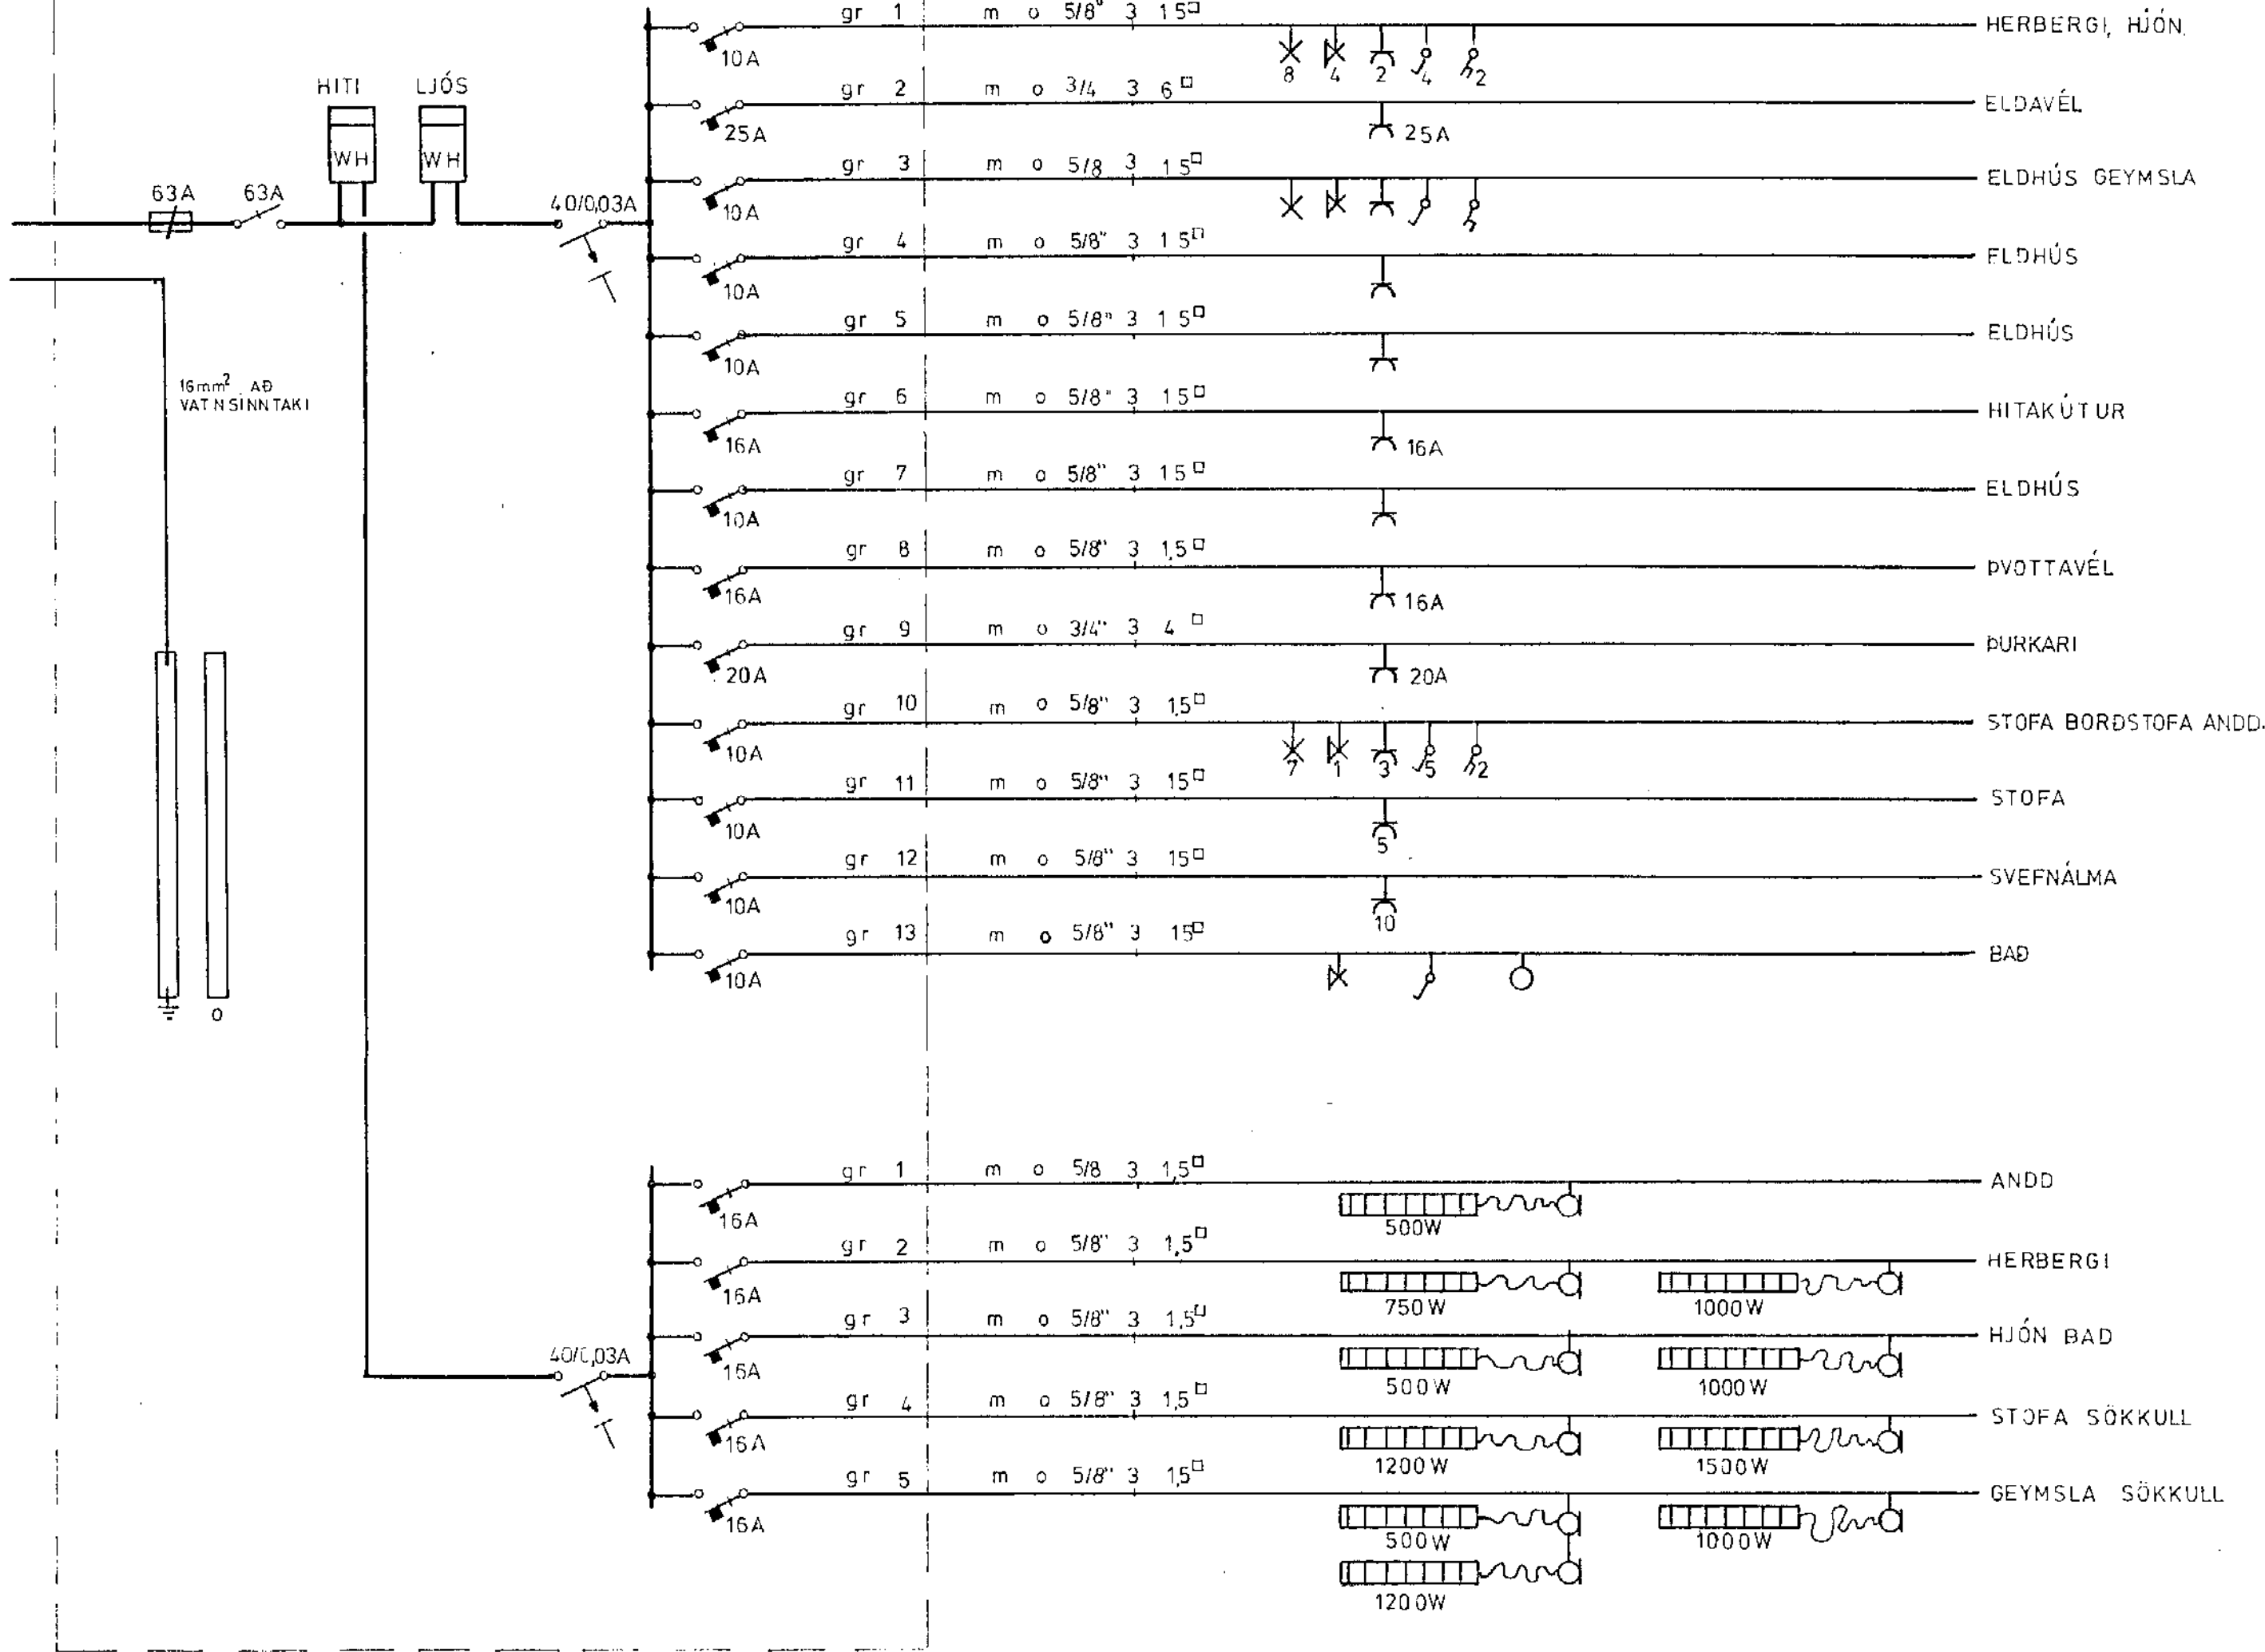 gr 1 m o 5/8" 3 1 5□ HERBERGI, HJÓN.
10A
8 4 2 4 2
HITI LJÓS
gr 2 m o 3/4 3 6□ ELDAVÉL
25A 25A
WH WH
gr 3 m o 5/8 3 1 5□ ELDHÚS GEYMSLA
63A 63A 40/0,03A 10A
gr 4 m o 5/8" 3 1 5□ ELDHÚS
10A
gr 5 m o 5/8" 3 1 5□ ELDHÚS
10A
16mm² AÐ
VATNSINNTAKI
gr 6 m o 5/8" 3 1 5□ HITAKÚTUR
16A 16A
gr 7 m o 5/8" 3 1 5□ ELDHÚS
10A
gr 8 m o 5/8" 3 1,5□ ÞVOTTAVÉL
16A 16A
gr 9 m o 3/4" 3 4□ ÞURKARI
20A 20A
gr 10 m o 5/8" 3 1,5□ STOFA BORÐSTOFA ANDD.
10A
7 1 3 5 2
gr 11 m o 5/8" 3 15□ STOFA
10A
5
gr 12 m o 5/8" 3 15□ SVEFNÁLMA
10A
10
gr 13 m o 5/8" 3 15□ BAÐ
10A
0
gr 1 m o 5/8 3 1,5□ ANDD
16A 500W
gr 2 m o 5/8" 3 1,5□ HERBERGI
16A 750W 1000W
gr 3 m o 5/8" 3 1,5□ HJÓN BAD
40/0,03A 16A 500W 1000W
gr 4 m o 5/8" 3 1,5□ STOFA SÖKKULL
16A 1200W 1500W
gr 5 m o 5/8" 3 1,5□ GEYMSLA SÖKKULL
16A 500W 1000W
1200W